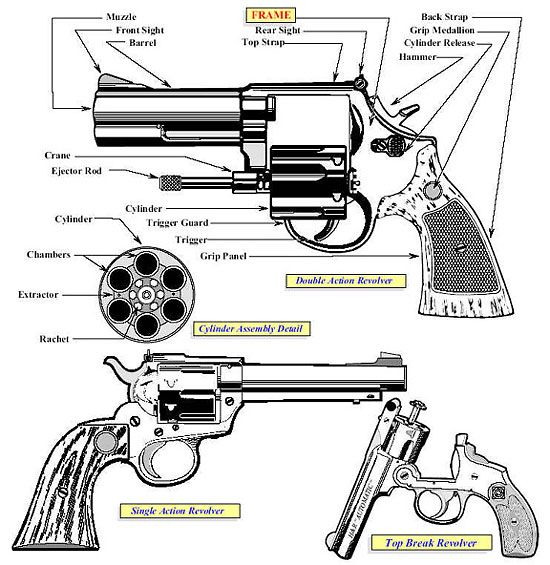 Muzzle
Front Sight
Barrel
FRAME
Rear Sight
Top Strap
Back Strap
Grip Medallion
Cylinder Release
Hammer
Crane
Ejector Rod
Cylinder
Trigger Guard
Trigger
Grip Panel
Double Action Revolver
Cylinder
Chambers
Extractor
Rachet
Cylinder Assembly Detail
Single Action Revolver
H&R "AUTOMATIC"
Top Break Revolver